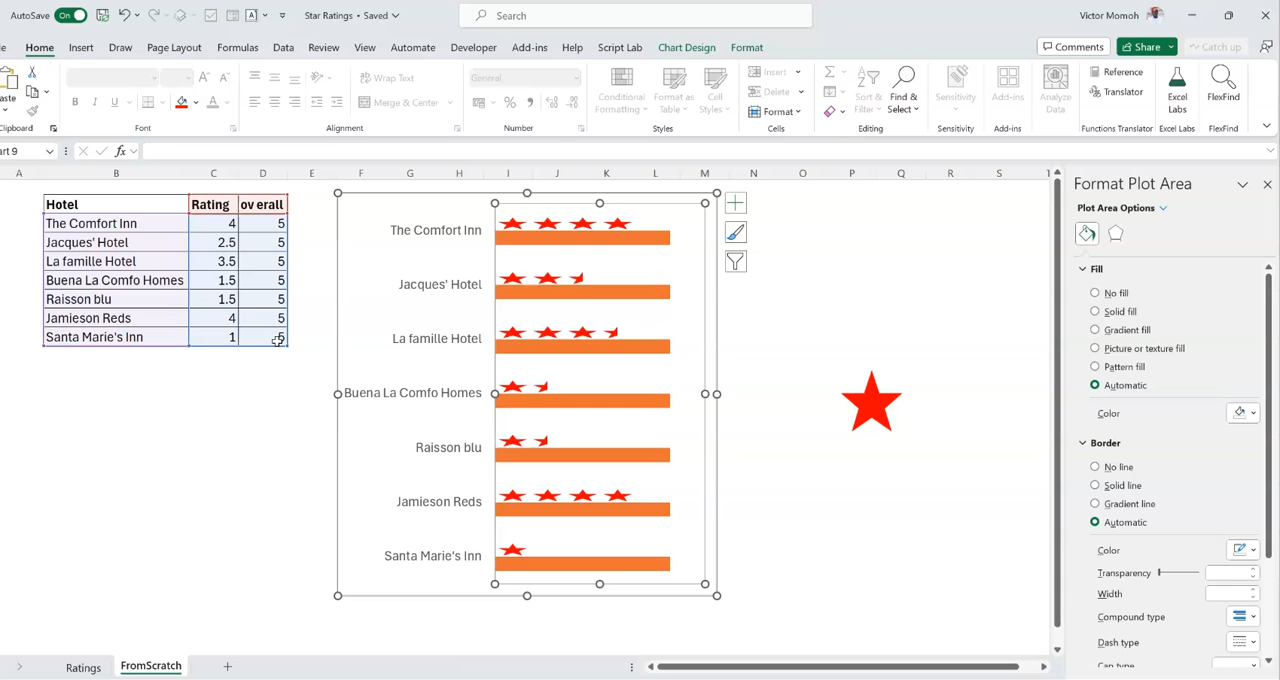 AutoSave On Star Ratings • Saved Search Victor Momoh
Home Insert Draw Page Layout Formulas Data Review View Automate Developer Add-ins Help Script Lab Chart Design Format Comments Share Catch up
Wrap Text General Insert Reference
Merge & Center Conditional Format as Cell Delete Sort & Find & Sensitivity Add-ins Analyze Translator Excel FlexFind
Formatting Table Styles Format Filter Select Data Labs
Clipboard Font Alignment Number Styles Cells Editing Sensitivity Add-ins Functions Translator Excel Labs FlexFind
art 9 fx
A B C D E F G H I J K L M N O P Q R S
Hotel Rating ov erall
The Comfort Inn 4 5
Jacques' Hotel 2.5 5
La famille Hotel 3.5 5
Buena La Comfo Homes 1.5 5
Raisson blu 1.5 5
Jamieson Reds 4 5
Santa Marie's Inn 1 5
The Comfort Inn
Jacques' Hotel
La famille Hotel
Buena La Comfo Homes
Raisson blu
Jamieson Reds
Santa Marie's Inn
Format Plot Area
Plot Area Options
Fill
No fill
Solid fill
Gradient fill
Picture or texture fill
Pattern fill
Automatic
Color
Border
No line
Solid line
Gradient line
Automatic
Color
Transparency
Width
Compound type
Dash type
Ratings FromScratch